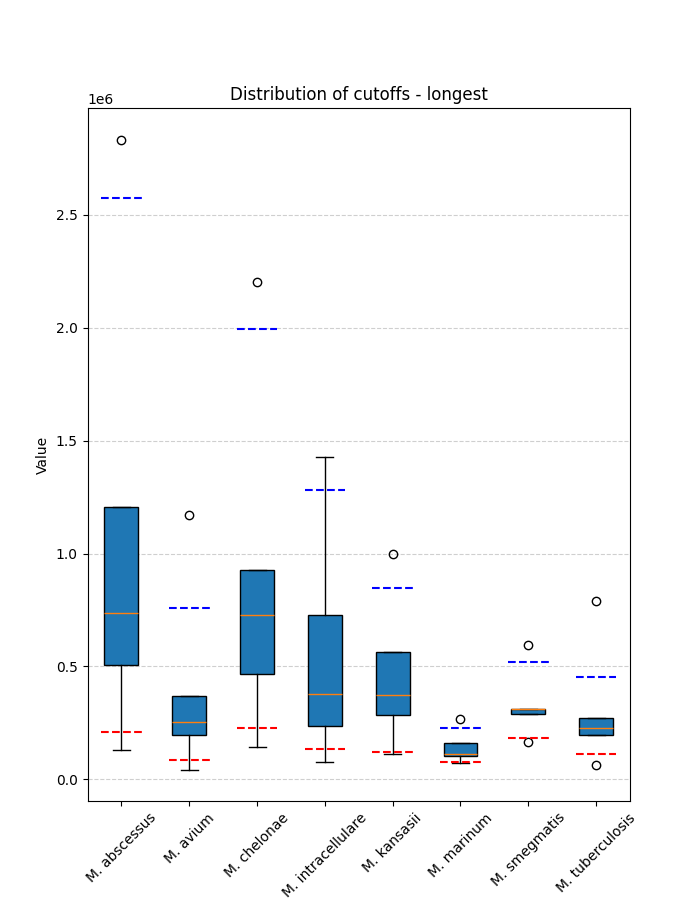 Distribution of cutoffs - longest
1e6
2.5
2.0
1.5
1.0
0.5
0.0
Value
M. abscessus
M. avium
M. chelonae
M. intracellulare
M. kansasii
M. marinum
M. smegmatis
M. tuberculosis